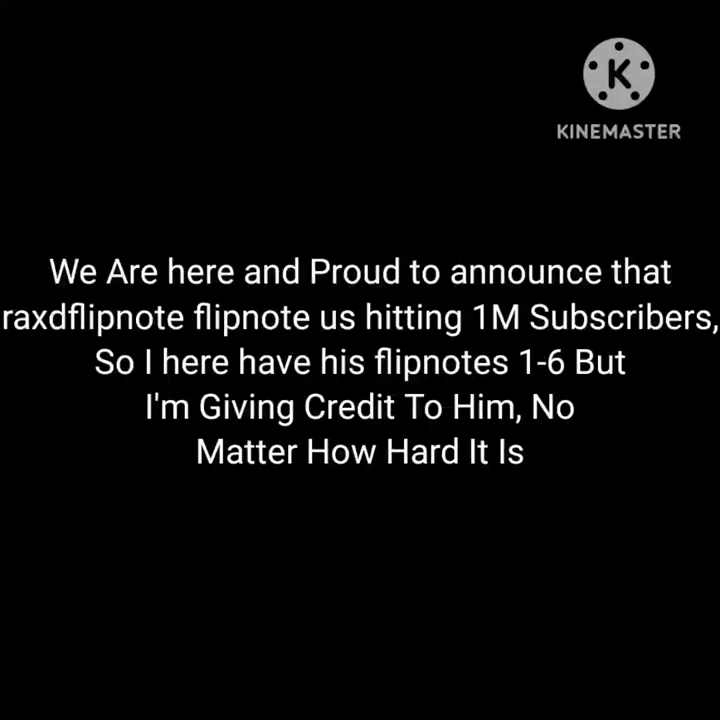 K
KINEMASTER
We Are here and Proud to announce that
raxdflipnote flipnote us hitting 1M Subscribers,
So I here have his flipnotes 1-6 But
I'm Giving Credit To Him, No
Matter How Hard It Is